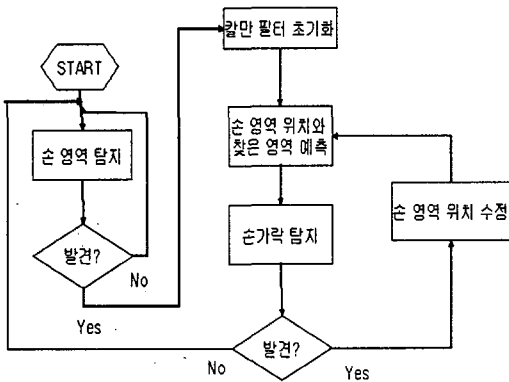 START
손 영역 탐지
발견?
No
Yes
칼만 필터 초기화
손 영역 위치와
찾은 영역 예측
손가락 탐지
발견?
No
Yes
손 영역 위치 수정